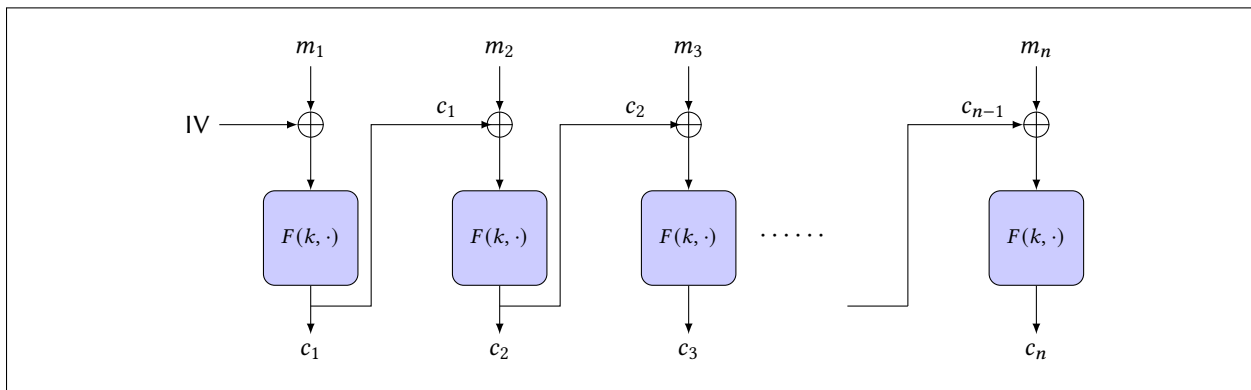 m₁ m₂ m₃ mₙ
IV c₁ c₂ cₙ₋₁
F(k, ·) F(k, ·) F(k, ·) · · · · · · F(k, ·)
c₁ c₂ c₃ cₙ